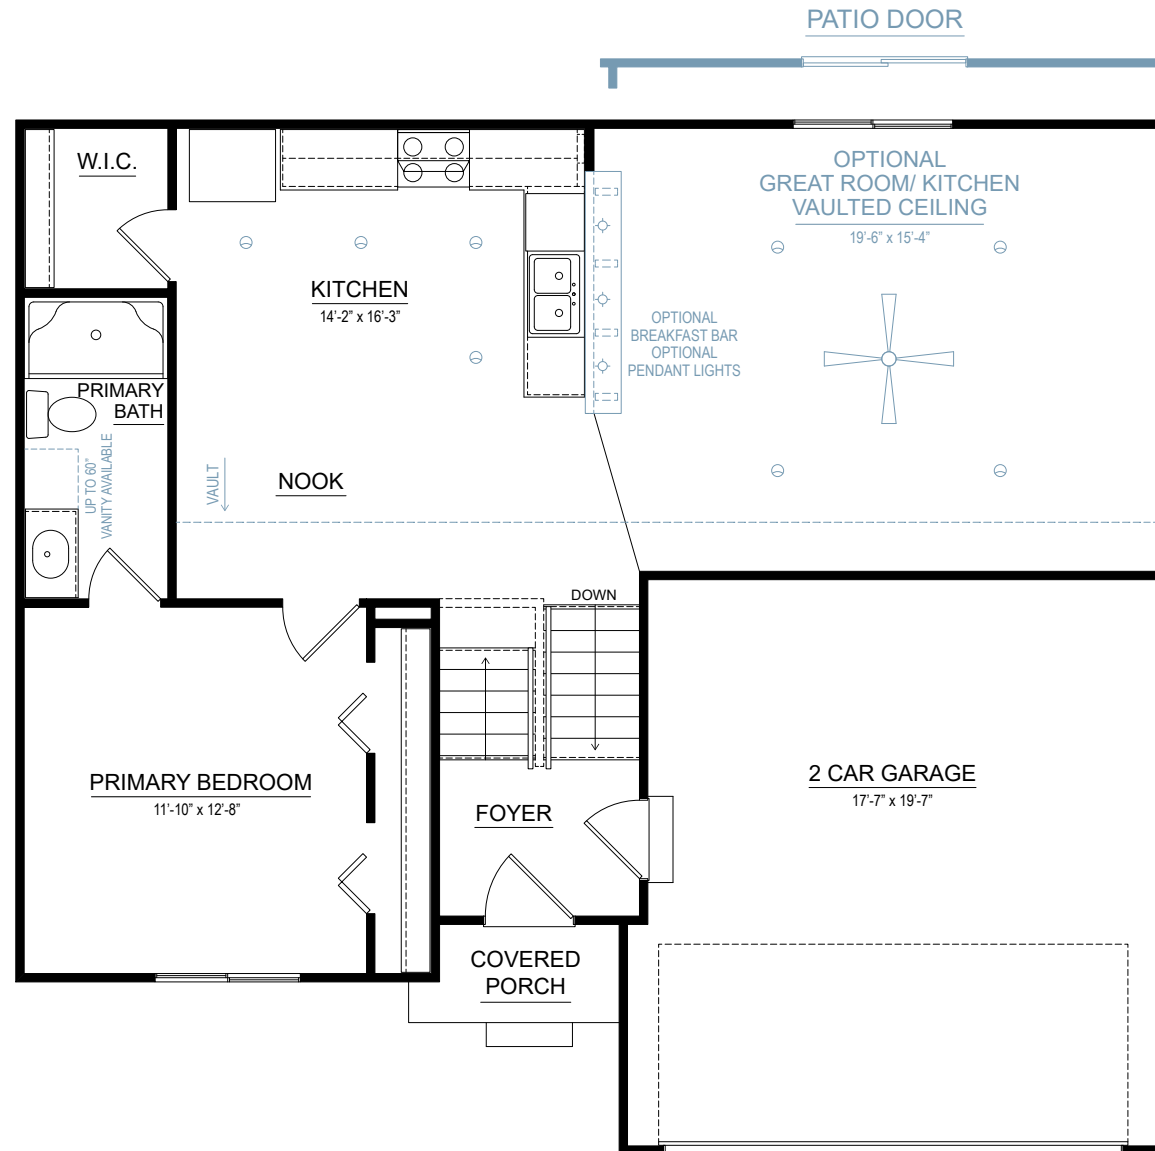 PATIO DOOR
W.I.C.
OPTIONAL
GREAT ROOM/ KITCHEN
VAULTED CEILING
19'-6" x 15'-4"
KITCHEN
14'-2" x 16'-3"
OPTIONAL
BREAKFAST BAR
OPTIONAL
PENDANT LIGHTS
PRIMARY
BATH
UP TO 60"
VANITY AVAILABLE
VAULT
NOOK
DOWN
PRIMARY BEDROOM
11'-10" x 12'-8"
FOYER
2 CAR GARAGE
17'-7" x 19'-7"
COVERED
PORCH